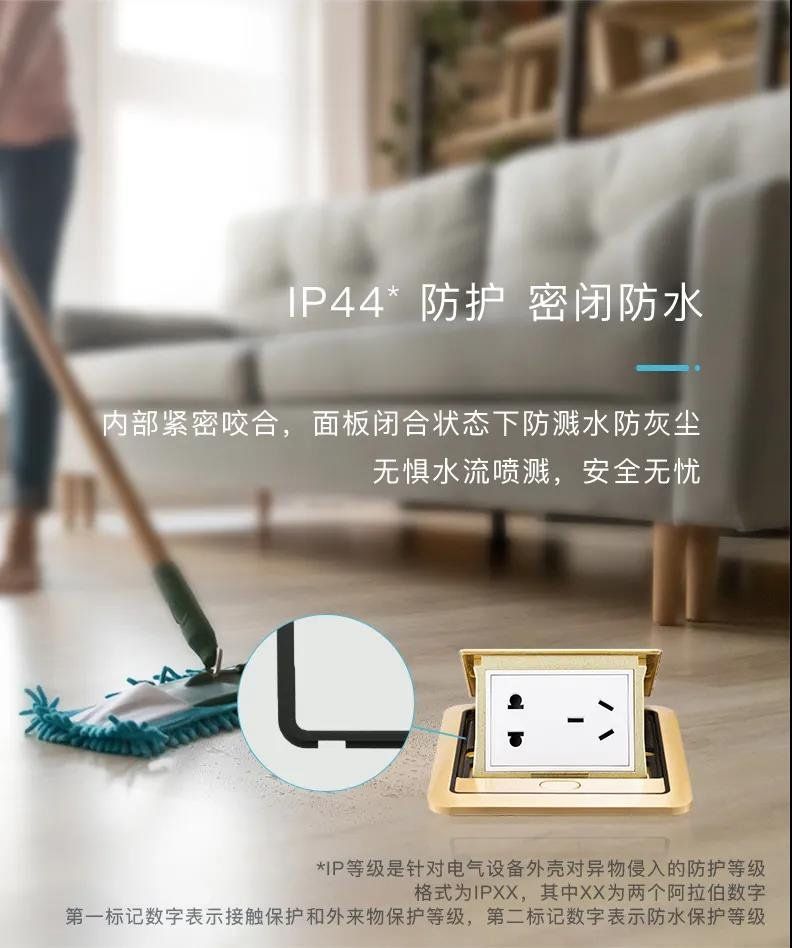 IP44* 防护 密闭防水
内部紧密咬合，面板闭合状态下防溅水防灰尘
无惧水流喷溅，安全无忧
*IP等级是针对电气设备外壳对异物侵入的防护等级
格式为IPXX，其中XX为两个阿拉伯数字
第一标记数字表示接触保护和外来物保护等级，第二标记数字表示防水保护等级